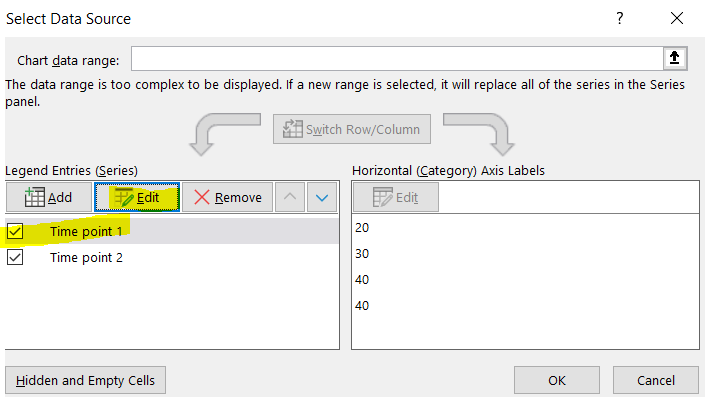 Select Data Source
? ×
Chart data range:
The data range is too complex to be displayed. If a new range is selected, it will replace all of the series in the Series
panel.
Switch Row/Column
Legend Entries (Series)
Add Edit Remove
Time point 1
Time point 2
Horizontal (Category) Axis Labels
Edit
20
30
40
40
Hidden and Empty Cells
OK Cancel